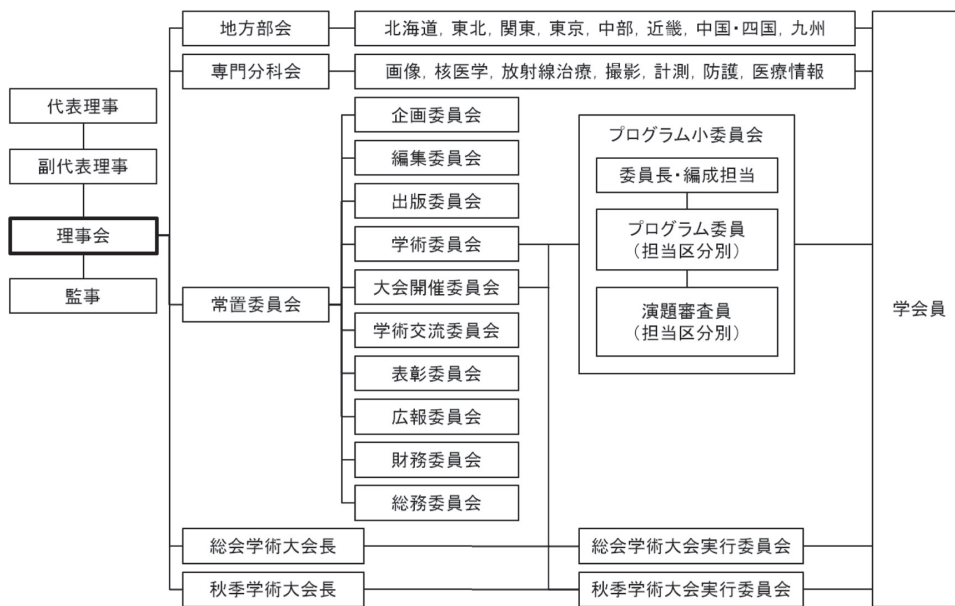 代表理事
副代表理事
理事会
監事
地方部会
北海道, 東北, 関東, 東京, 中部, 近畿, 中国・四国, 九州
専門分科会
画像, 核医学, 放射線治療, 撮影, 計測, 防護, 医療情報
常置委員会
企画委員会
編集委員会
出版委員会
学術委員会
大会開催委員会
学術交流委員会
表彰委員会
広報委員会
財務委員会
総務委員会
プログラム小委員会
委員長・編成担当
プログラム委員
（担当区分別）
演題審査員
（担当区分別）
総会学術大会長
総会学術大会実行委員会
秋季学術大会長
秋季学術大会実行委員会
学会員